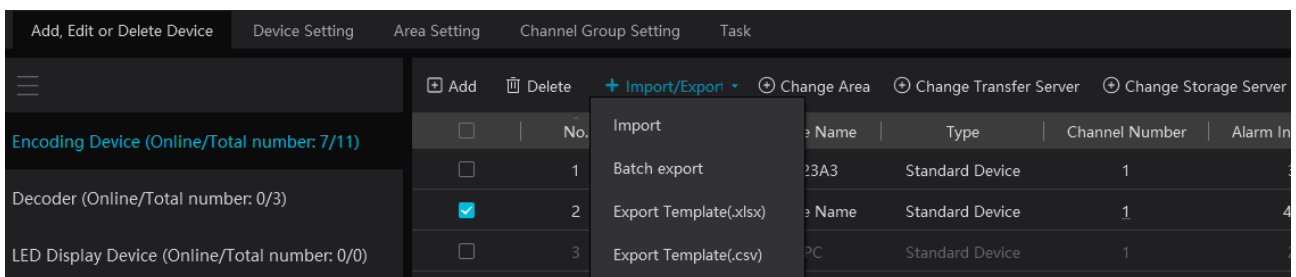 Add, Edit or Delete Device Device Setting Area Setting Channel Group Setting Task
Add Delete Import/Export Change Area Change Transfer Server Change Storage Server
Encoding Device (Online/Total number: 7/11)
Decoder (Online/Total number: 0/3)
LED Display Device (Online/Total number: 0/0)
No. e Name Type Channel Number Alarm In
1 23A3 Standard Device 1
2 e Name Standard Device 1 4
3 PC Standard Device 1
Import
Batch export
Export Template(.xlsx)
Export Template(.csv)